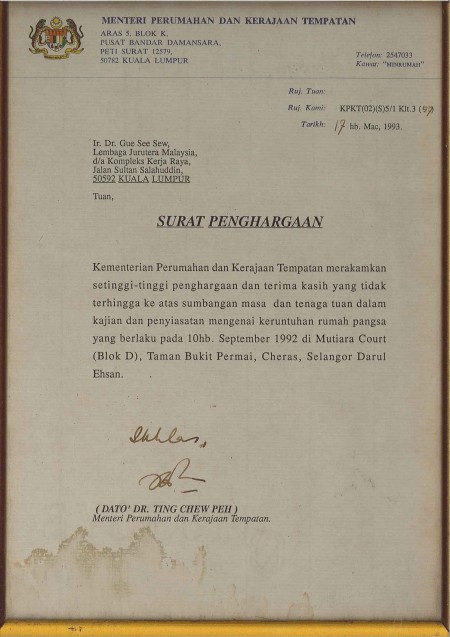 MENTERI PERUMAHAN DAN KERAJAAN TEMPATAN
ARAS 5, BLOK K,
PUSAT BANDAR DAMANSARA,
PETI SURAT 12579,
50782 KUALA LUMPUR
Telefon: 2547033
Kawat: "MINRUMAH"
Ruj. Tuan:
Ruj. Kami: KPKT(02)(S)5/1 Klt.3
Tarikh: 17 hb. Mac, 1993.
Ir. Dr. Gue See Sew,
Lembaga Jurutera Malaysia,
d/a Kompleks Kerja Raya,
Jalan Sultan Salahuddin,
50592 KUALA LUMPUR
Tuan,
SURAT PENGHARGAAN
Kementerian Perumahan dan Kerajaan Tempatan merakamkan
setinggi-tinggi penghargaan dan terima kasih yang tidak
terhingga ke atas sumbangan masa dan tenaga tuan dalam
kajian dan penyiasatan mengenai keruntuhan rumah pangsa
yang berlaku pada 10hb. September 1992 di Mutiara Court
(Blok D), Taman Bukit Permai, Cheras, Selangor Darul
Ehsan.
Ikhlas,
( DATO' DR. TING CHEW PEH )
Menteri Perumahan dan Kerajaan Tempatan.